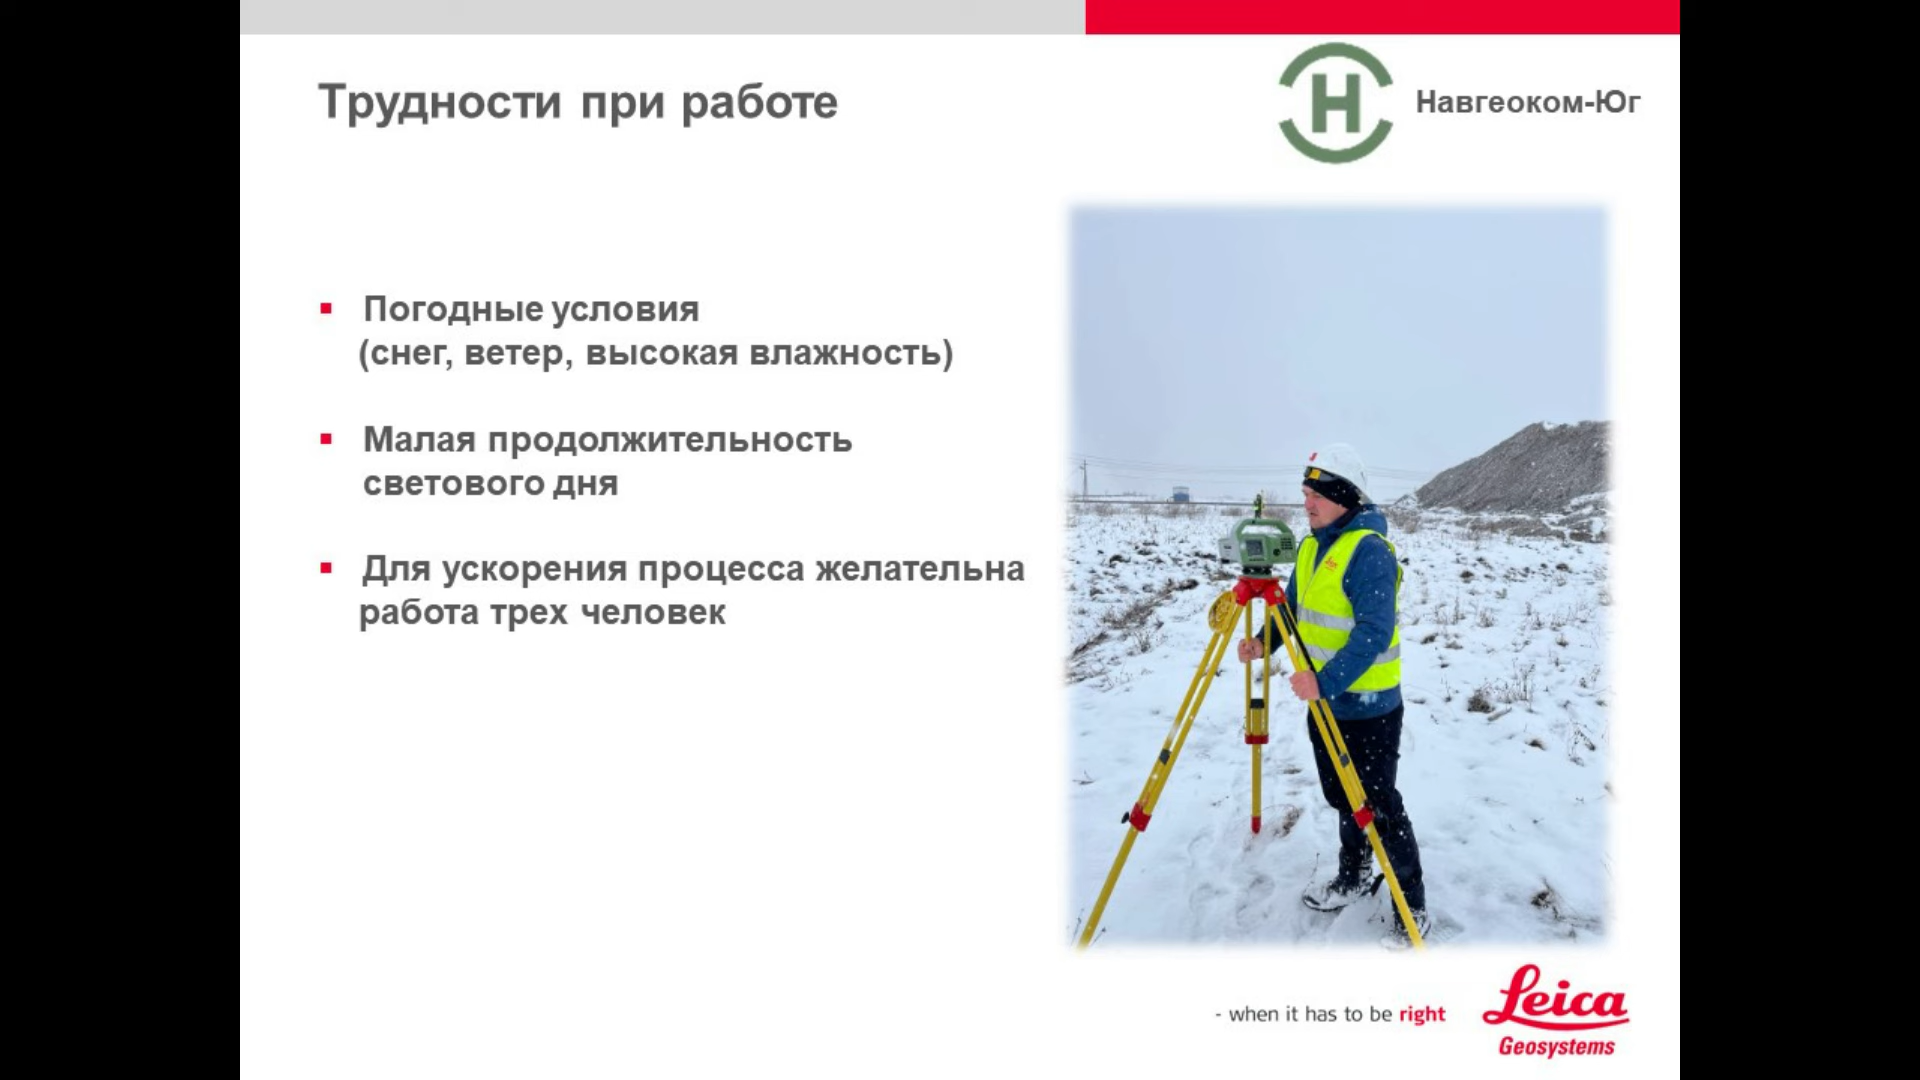 Трудности при работе
Н
Навгеоком-Юг
Погодные условия
(снег, ветер, высокая влажность)
Малая продолжительность
светового дня
Для ускорения процесса желательна
работа трех человек
- when it has to be right
Leica
Geosystems